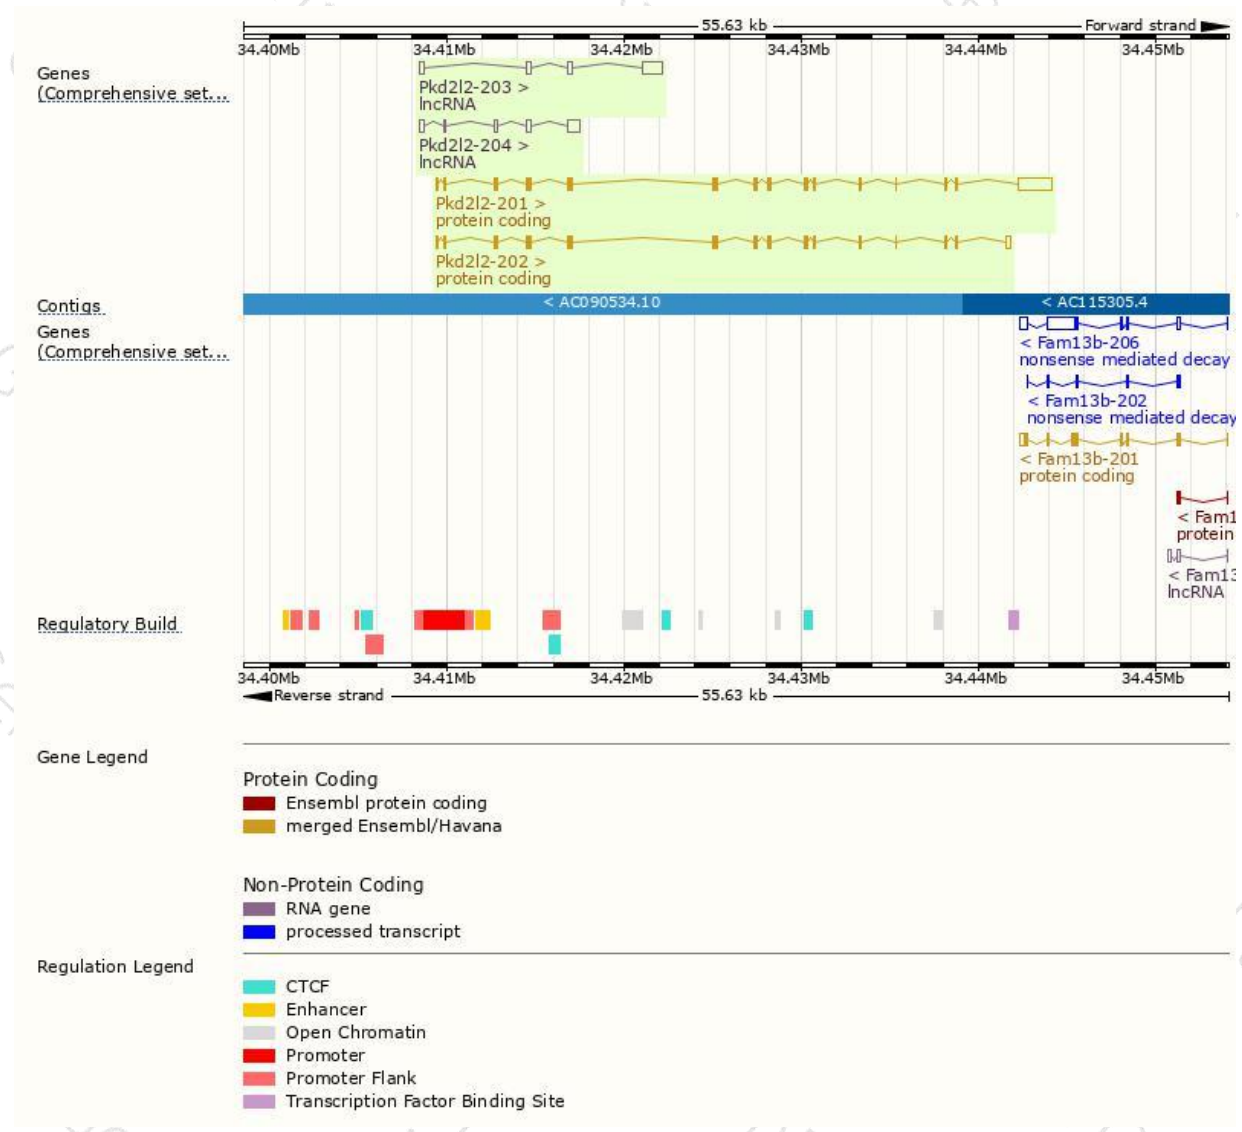 55.63 kb Forward strand
34.40Mb 34.41Mb 34.42Mb 34.43Mb 34.44Mb 34.45Mb
Genes
(Comprehensive set...
Pkd2l2-203 >
lncRNA
Pkd2l2-204 >
lncRNA
Pkd2l2-201 >
protein coding
Pkd2l2-202 >
protein coding
Contigs
< AC090534.10 < AC115305.4
Genes
(Comprehensive set...
< Fam13b-206
nonsense mediated decay
< Fam13b-202
nonsense mediated decay
< Fam13b-201
protein coding
< Fam1
protein
< Fam13
lncRNA
Regulatory Build
34.40Mb 34.41Mb 34.42Mb 34.43Mb 34.44Mb 34.45Mb
Reverse strand 55.63 kb
Gene Legend
Protein Coding
Ensembl protein coding
merged Ensembl/Havana
Non-Protein Coding
RNA gene
processed transcript
Regulation Legend
CTCF
Enhancer
Open Chromatin
Promoter
Promoter Flank
Transcription Factor Binding Site